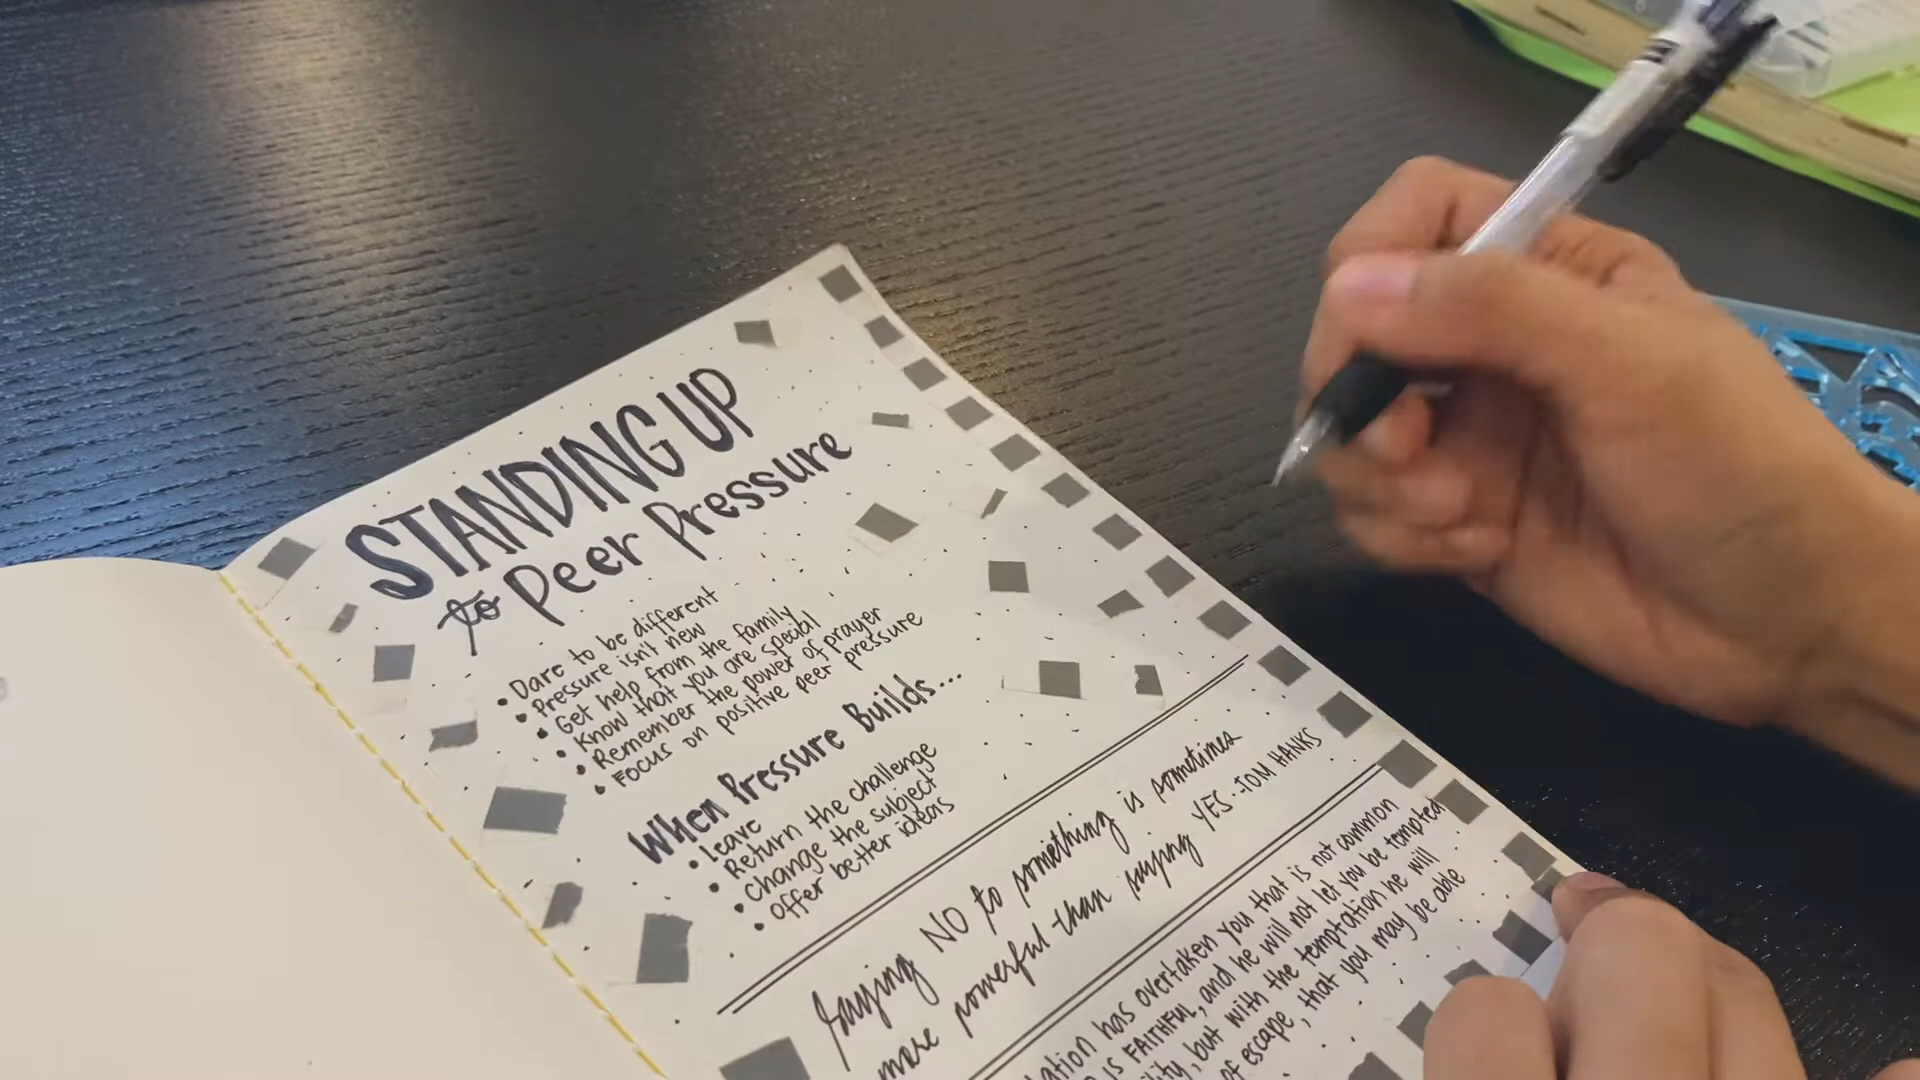 STANDING UP
to Peer Pressure
• Dare to be different
• Pressure isn't new
• Get help from the family
• Know that you are special
• Remember the power of prayer
• Focus on positive peer pressure
When Pressure Builds...
• Leave
• Return the challenge
• Change the subject
• Offer better ideas
Saying NO to something is sometimes
more powerful than saying YES -TOM HANKS
has overtaken you that is not common
IS FAITHFUL, and he will not let you be tempted
but with the temptation he will
of escape, that you may be able